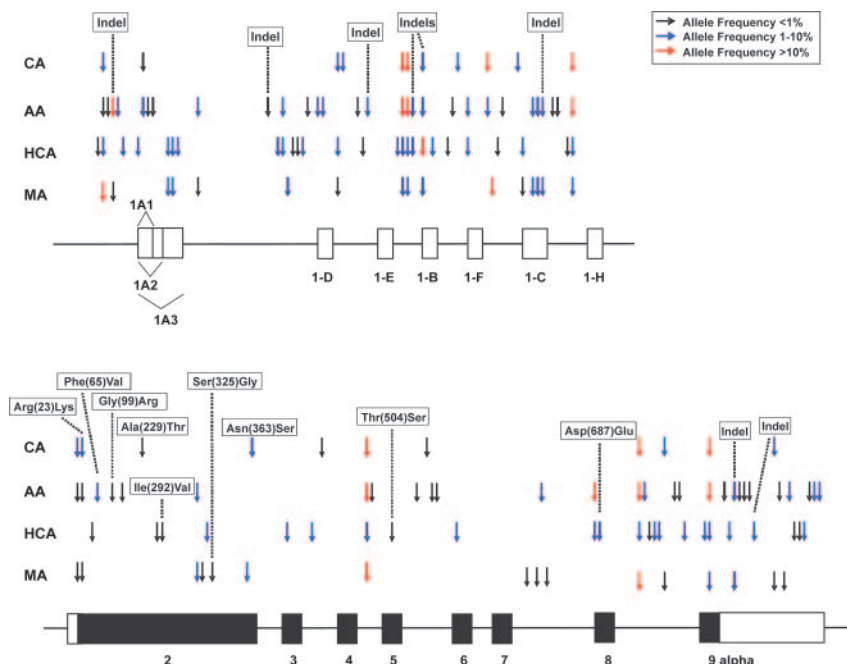 Indel
Indel
Indel
Indels
Indel
Allele Frequency <1%
Allele Frequency 1-10%
Allele Frequency >10%
CA
AA
HCA
MA
1A1
1A2
1A3
1-D
1-E
1-B
1-F
1-C
1-H
Phe(65)Val
Ser(325)Gly
Arg(23)Lys
Gly(99)Arg
Ala(229)Thr
Asn(363)Ser
Thr(504)Ser
Asp(687)Glu
Indel
Indel
CA
AA
Ile(292)Val
HCA
MA
2
3
4
5
6
7
8
9 alpha